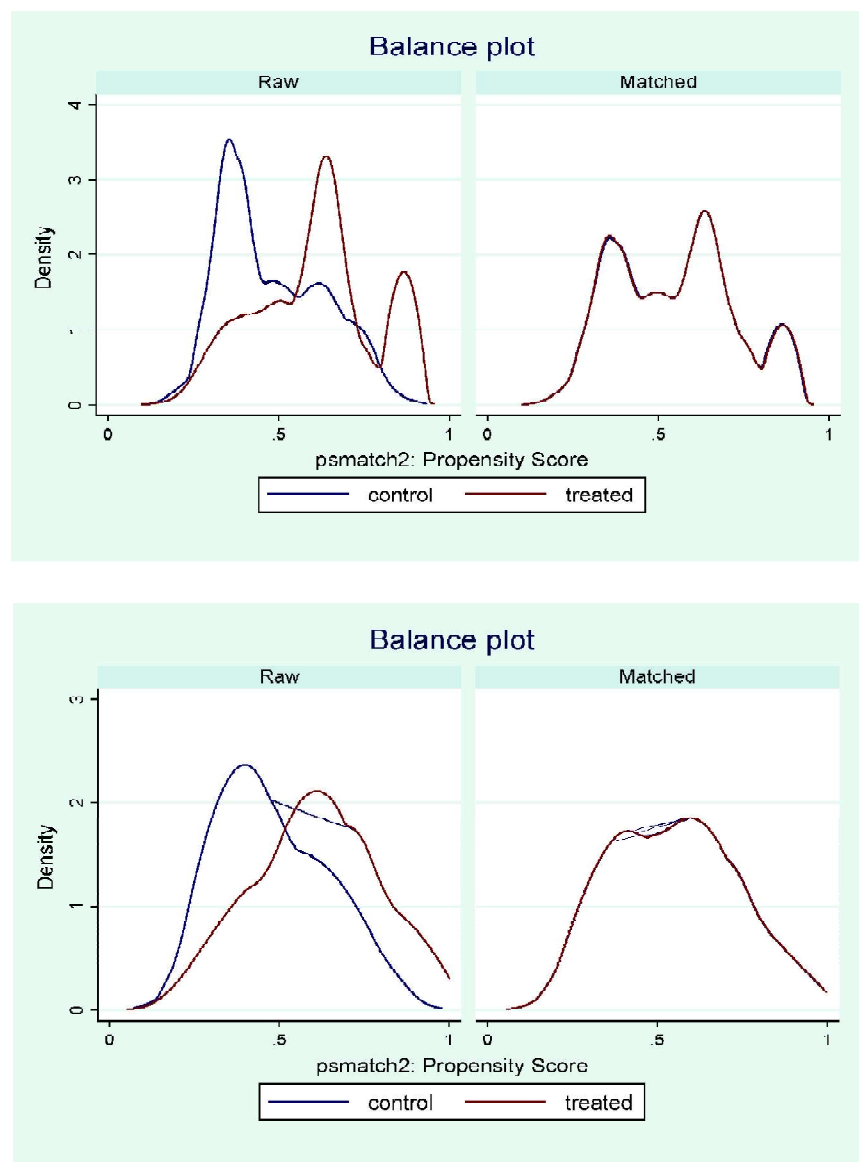 Balance plot
Raw Matched
4
3
2
1
0
Density
0 .5 1 0 .5 1
psmatch2: Propensity Score
control treated
Balance plot
Raw Matched
3
2
1
0
Density
0 .5 1 0 .5 1
psmatch2: Propensity Score
control treated